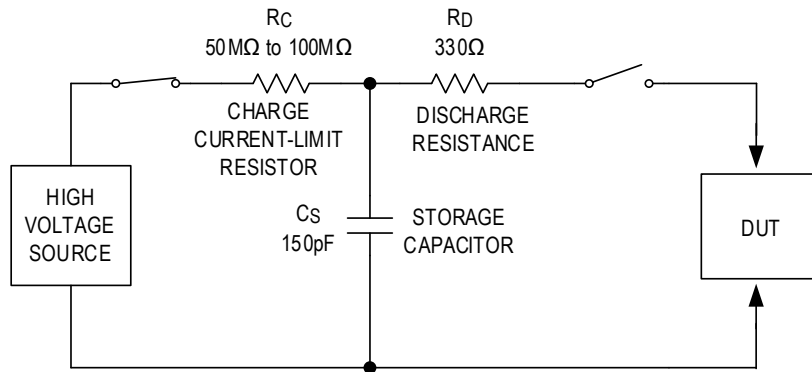 RC
50MΩ to 100MΩ
CHARGE
CURRENT-LIMIT
RESISTOR
RD
330Ω
DISCHARGE
RESISTANCE
HIGH
VOLTAGE
SOURCE
CS
150pF
STORAGE
CAPACITOR
DUT